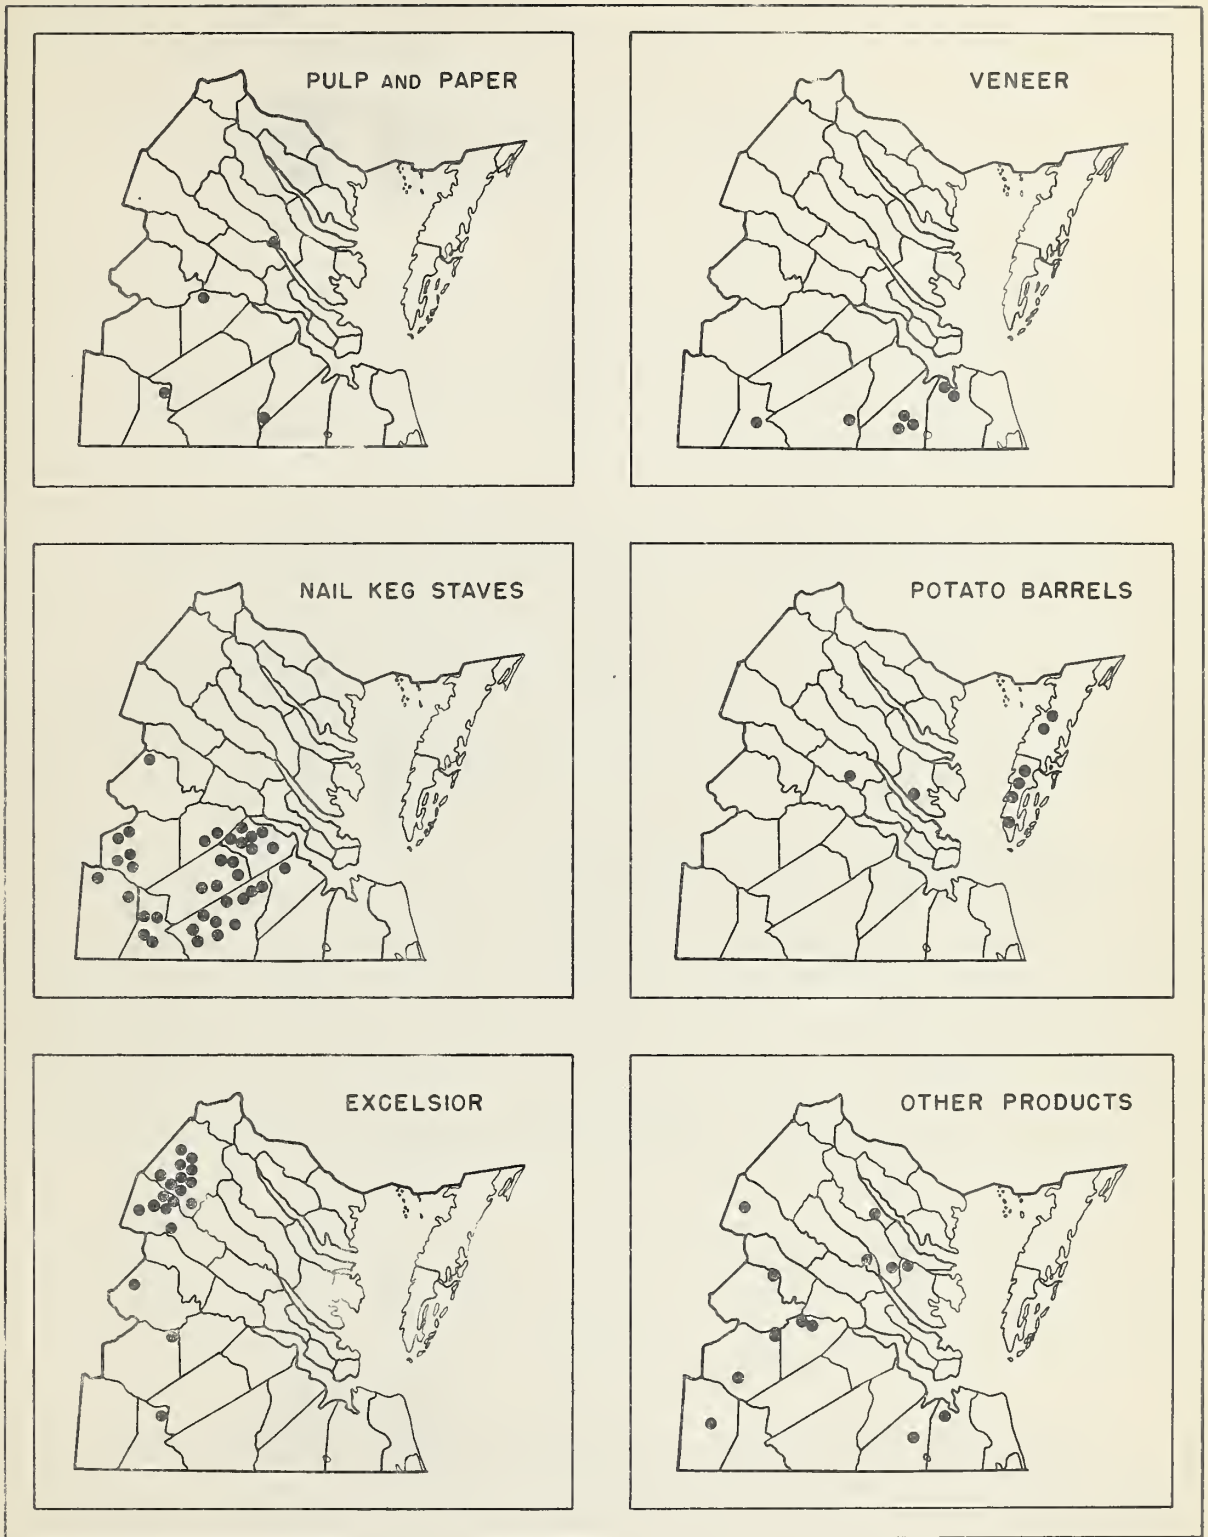 PULP AND PAPER
VENEER
NAIL KEG STAVES
POTATO BARRELS
EXCELSIOR
OTHER PRODUCTS